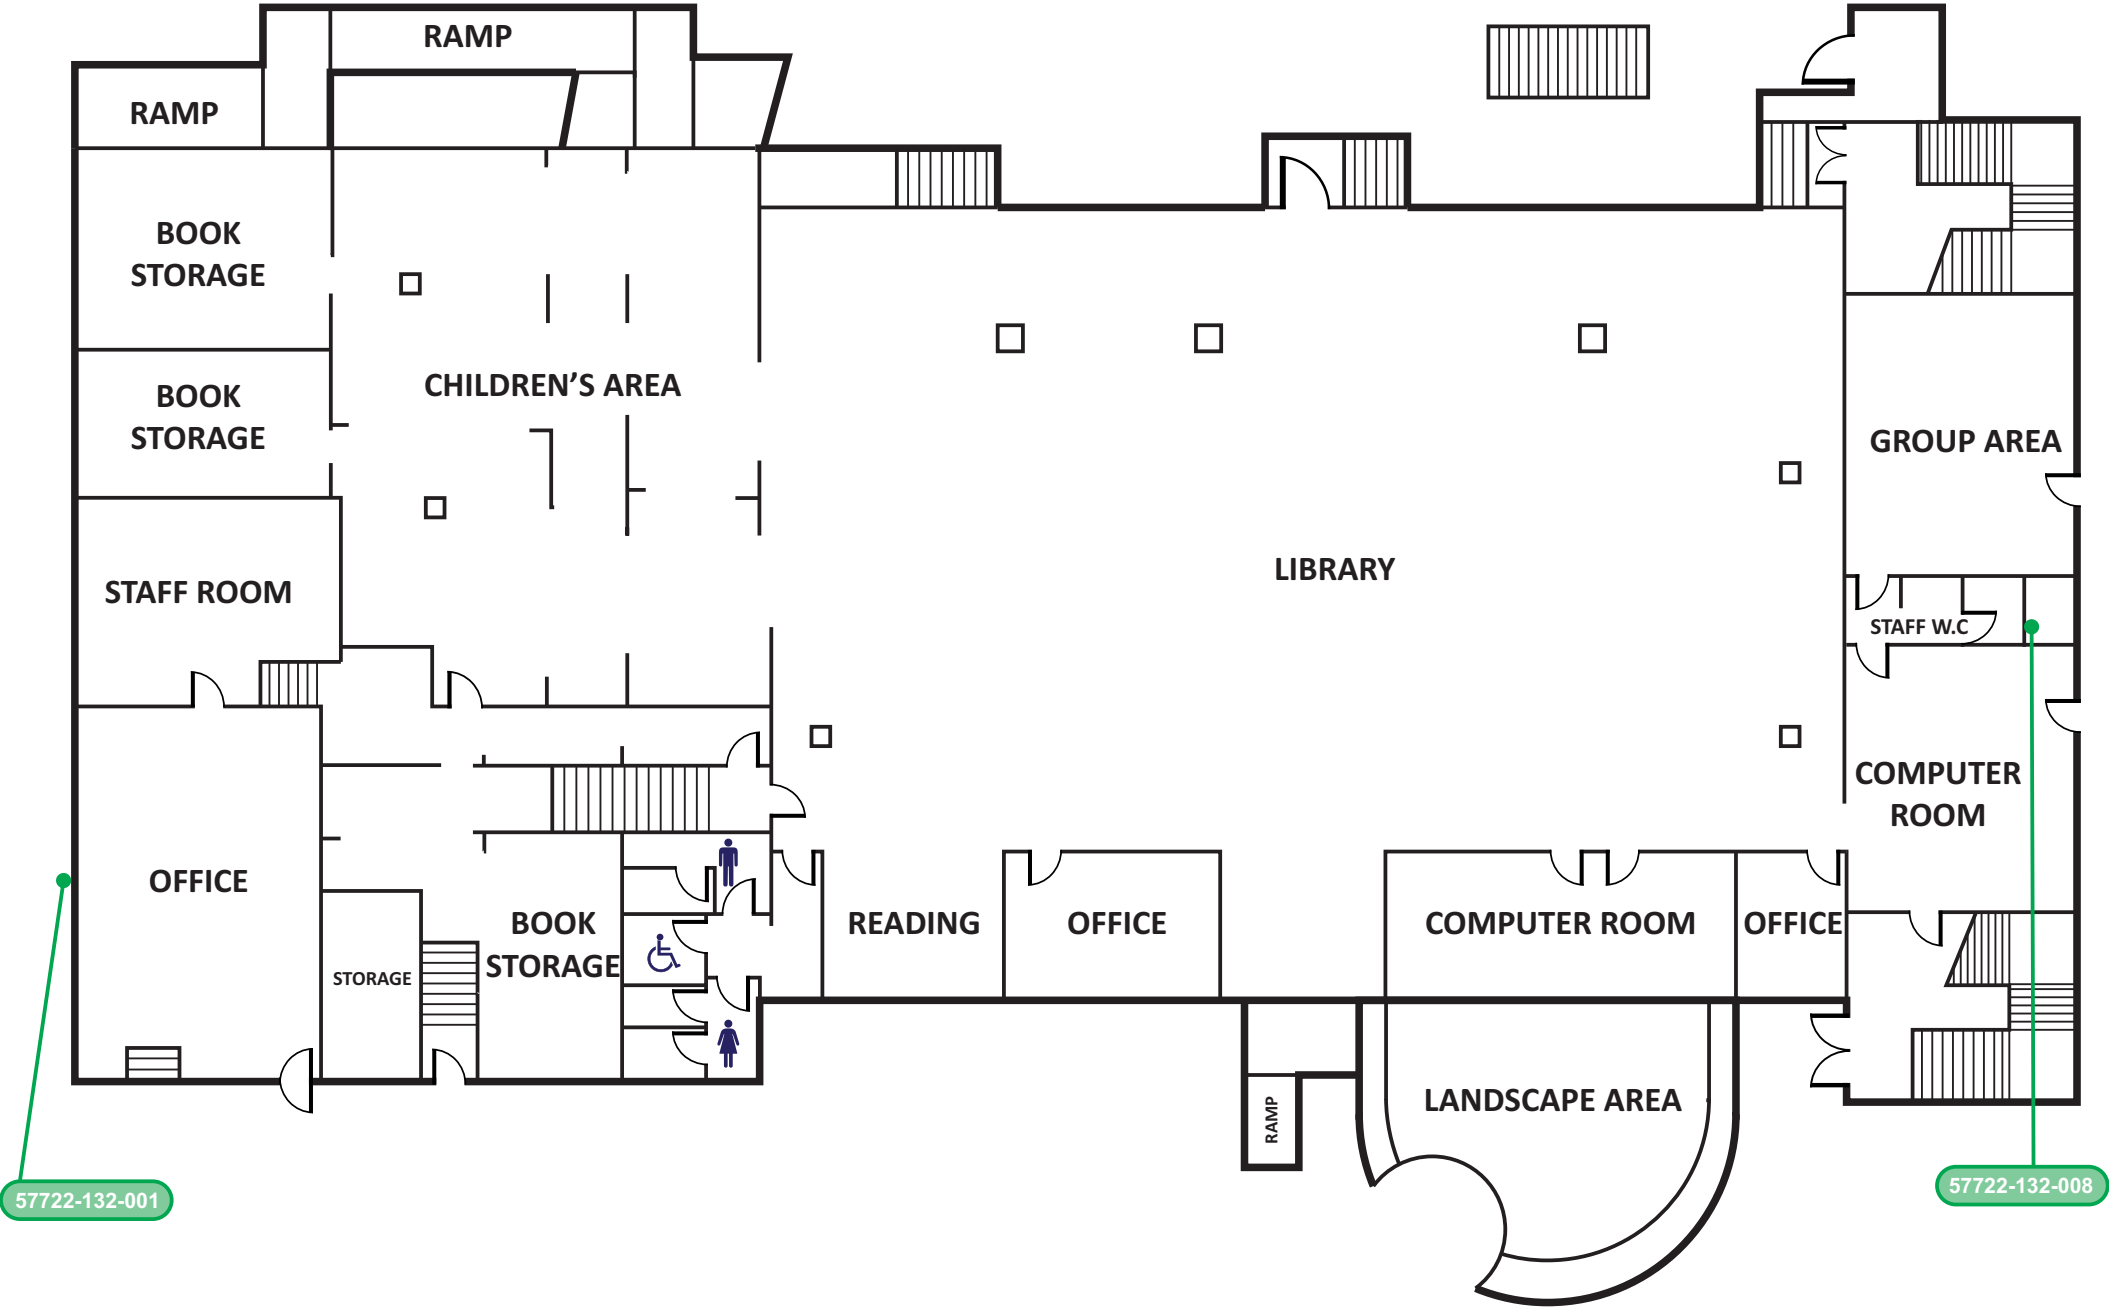 RAMP
RAMP
BOOK
STORAGE
BOOK
STORAGE
CHILDREN'S AREA
GROUP AREA
LIBRARY
STAFF ROOM
STAFF W.C
COMPUTER
ROOM
OFFICE
BOOK
STORAGE
STORAGE
READING
OFFICE
COMPUTER ROOM
OFFICE
LANDSCAPE AREA
RAMP
57722-132-001
57722-132-008